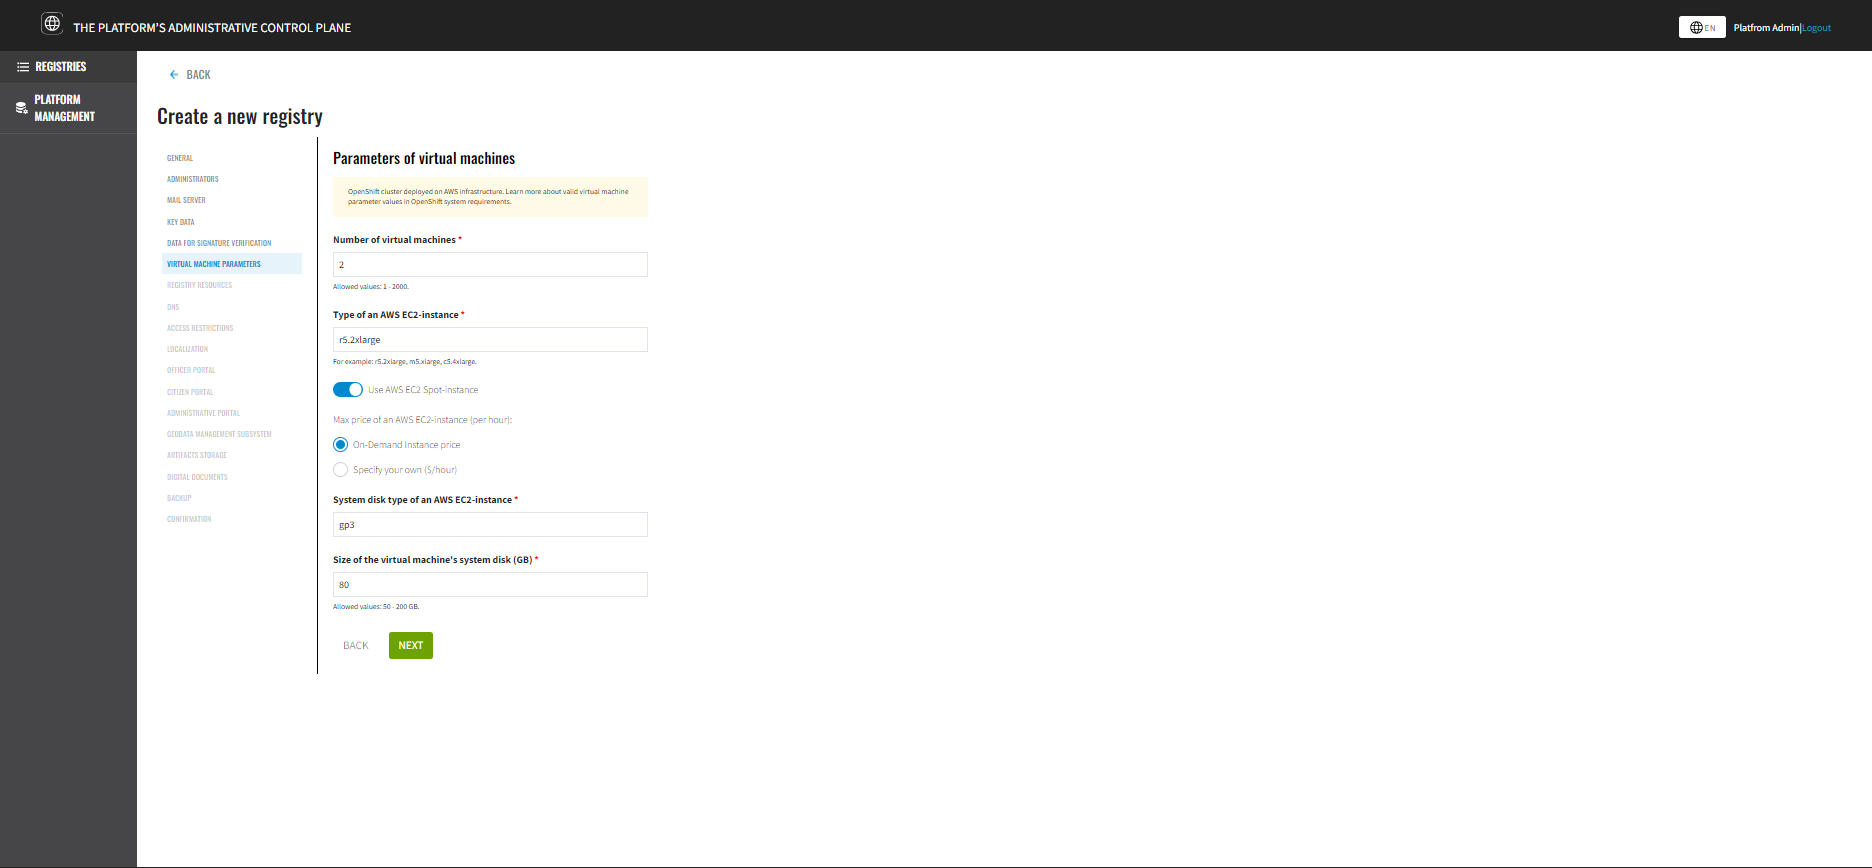 THE PLATFORM'S ADMINISTRATIVE CONTROL PLANE
EN
Platfrom Admin|Logout
REGISTRIES
PLATFORM
MANAGEMENT
BACK
Create a new registry
GENERAL
ADMINISTRATORS
MAIL SERVER
KEY DATA
DATA FOR SIGNATURE VERIFICATION
VIRTUAL MACHINE PARAMETERS
REGISTRY RESOURCES
DNS
ACCESS RESTRICTIONS
LOCALIZATION
OFFICER PORTAL
CITIZEN PORTAL
ADMINISTRATIVE PORTAL
GEODATA MANAGEMENT SUBSYSTEM
ARTIFACTS STORAGE
DIGITAL DOCUMENTS
BACKUP
CONFIRMATION
Parameters of virtual machines
OpenShift cluster deployed on AWS infrastructure. Learn more about valid virtual machine
parameter values in OpenShift system requirements.
Number of virtual machines *
2
Allowed values: 1 - 2000.
Type of an AWS EC2-instance *
r5.2xlarge
For example: r5.2xlarge, m5.xlarge, c5.4xlarge.
Use AWS EC2 Spot-instance
Max price of an AWS EC2-instance (per hour):
On-Demand Instance price
Specify your own ($/hour)
System disk type of an AWS EC2-instance *
gp3
Size of the virtual machine's system disk (GB) *
80
Allowed values: 50 - 200 GB.
BACK
NEXT